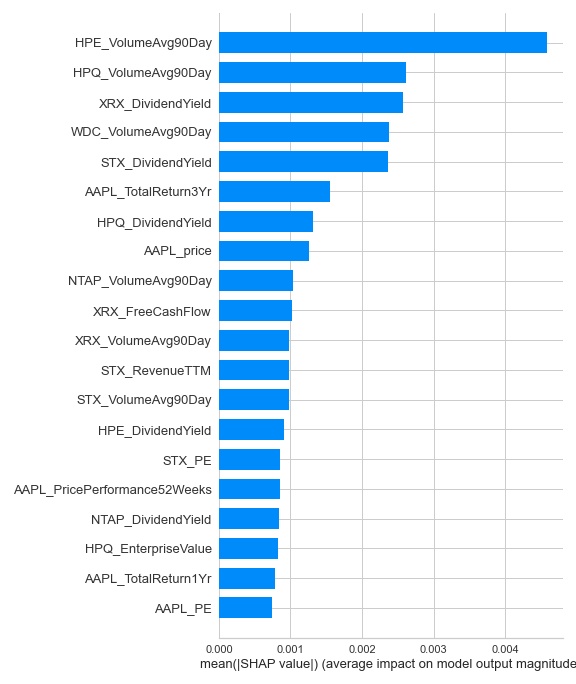 HPE_VolumeAvg90Day
HPQ_VolumeAvg90Day
XRX_DividendYield
WDC_VolumeAvg90Day
STX_DividendYield
AAPL_TotalReturn3Yr
HPQ_DividendYield
AAPL_price
NTAP_VolumeAvg90Day
XRX_FreeCashFlow
XRX_VolumeAvg90Day
STX_RevenueTTM
STX_VolumeAvg90Day
HPE_DividendYield
STX_PE
AAPL_PricePerformance52Weeks
NTAP_DividendYield
HPQ_EnterpriseValue
AAPL_TotalReturn1Yr
AAPL_PE
0.000 0.001 0.002 0.003 0.004
mean(|SHAP value|) (average impact on model output magnitude